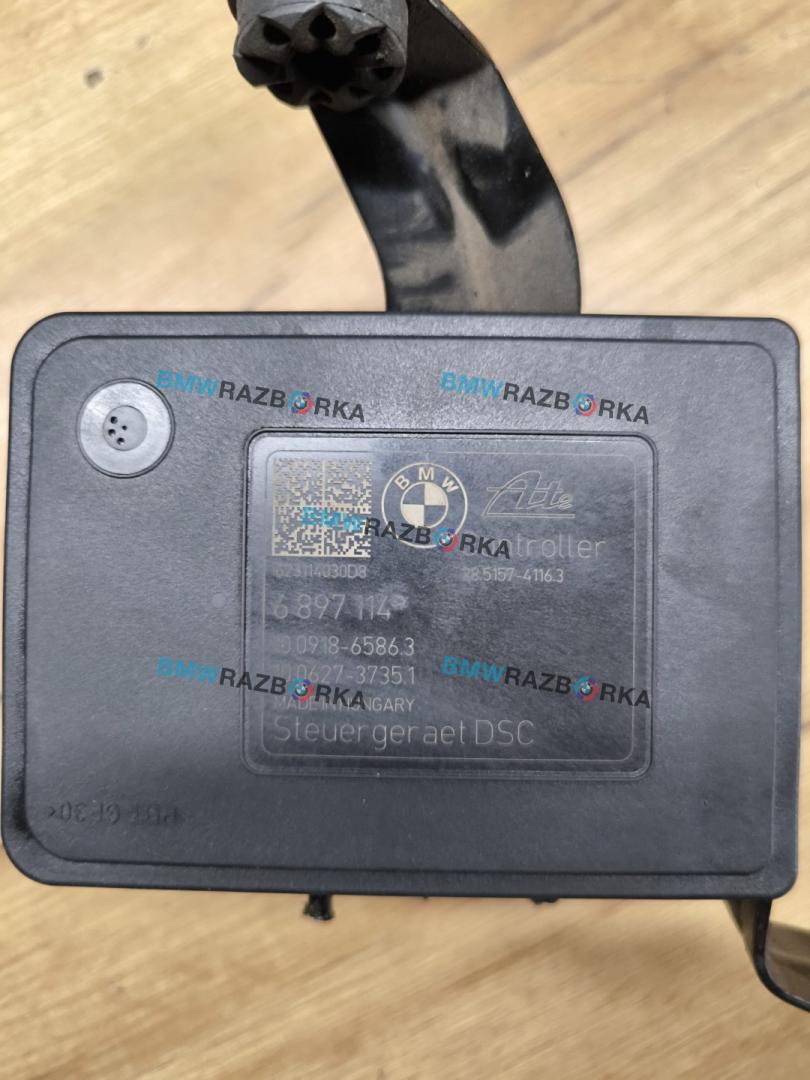 BMWRAZBORKA
BMWRAZBORKA
BMW
Ate
BMWRAZBORKA
023114030D8
28.5157-4116.3
6 897 114
10.0918-6586.3
10.0627-3735.1
BMWRAZBORKA
BMWRAZBORKA
MADE IN HUNGARY
Steuergeraet DSC